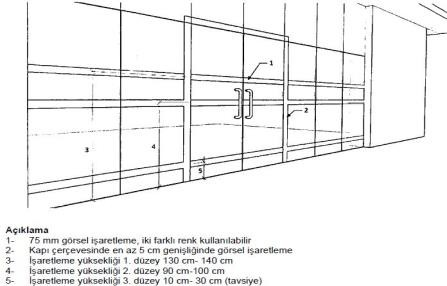 1
2
3
4
5
Açıklama
1- 75 mm görsel işaretleme, iki farklı renk kullanılabilir
2- Kapı çerçevesinde en az 5 cm genişliğinde görsel işaretleme
3- İşaretleme yüksekliği 1. düzey 130 cm- 140 cm
4- İşaretleme yüksekliği 2. düzey 90 cm-100 cm
5- İşaretleme yüksekliği 3. düzey 10 cm- 30 cm (tavsiye)